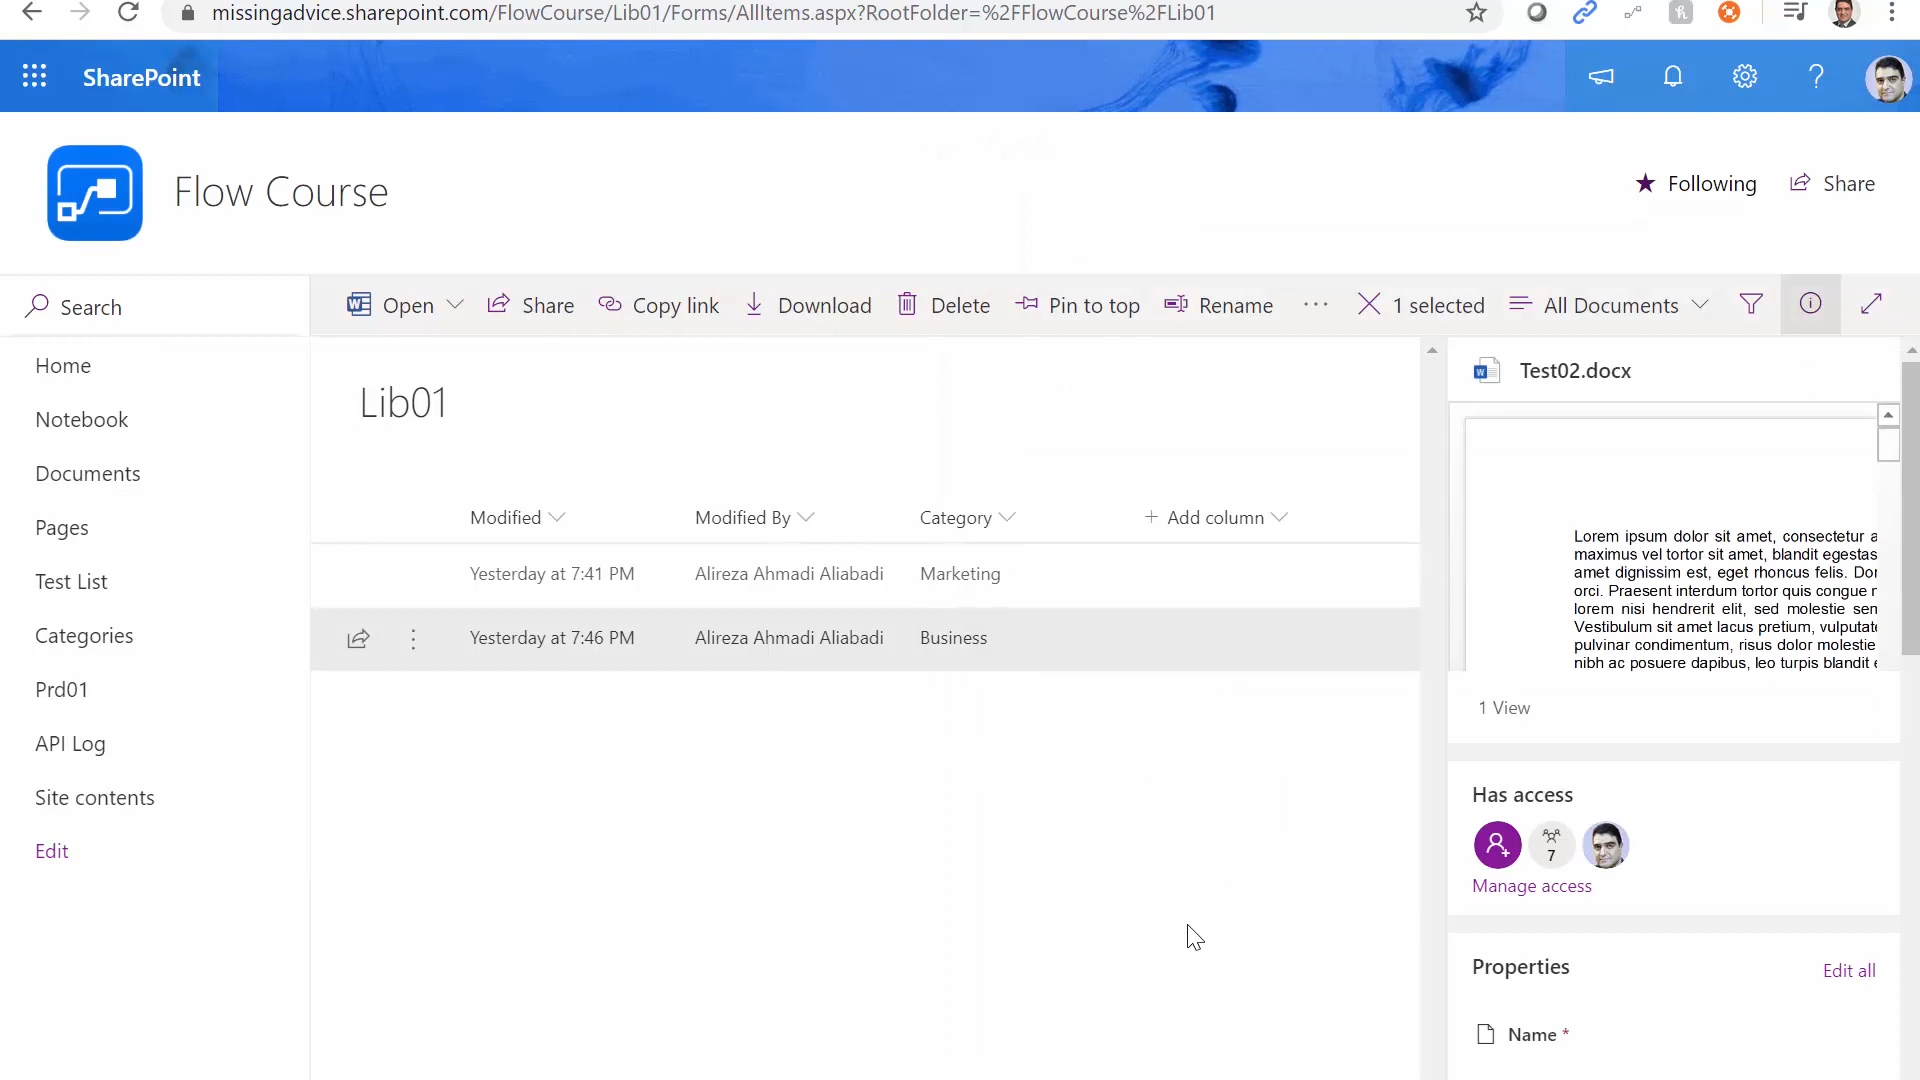 missingadvice.sharepoint.com/FlowCourse/Lib01/Forms/AllItems.aspx?RootFolder=%2FFlowCourse%2FLib01
SharePoint
Flow Course
Following
Share
Search
Open
Share
Copy link
Download
Delete
Pin to top
Rename
1 selected
All Documents
Home
Notebook
Documents
Pages
Test List
Categories
Prd01
API Log
Site contents
Edit
Lib01
Modified
Modified By
Category
Add column
Yesterday at 7:41 PM
Alireza Ahmadi Aliabadi
Marketing
Yesterday at 7:46 PM
Alireza Ahmadi Aliabadi
Business
Test02.docx
Lorem ipsum dolor sit amet, consectetur
maximus vel tortor sit amet, blandit egestas
amet dignissim est, eget rhoncus felis.
orci. Praesent interdum tortor quis congue
lorem nisi hendrerit elit, sed molestie
Vestibulum sit amet lacus pretium,
pulvinar condimentum, risus dolor molestie
nibh ac posuere dapibus, leo turpis blandit
1 View
Has access
7
Manage access
Properties
Edit all
Name *